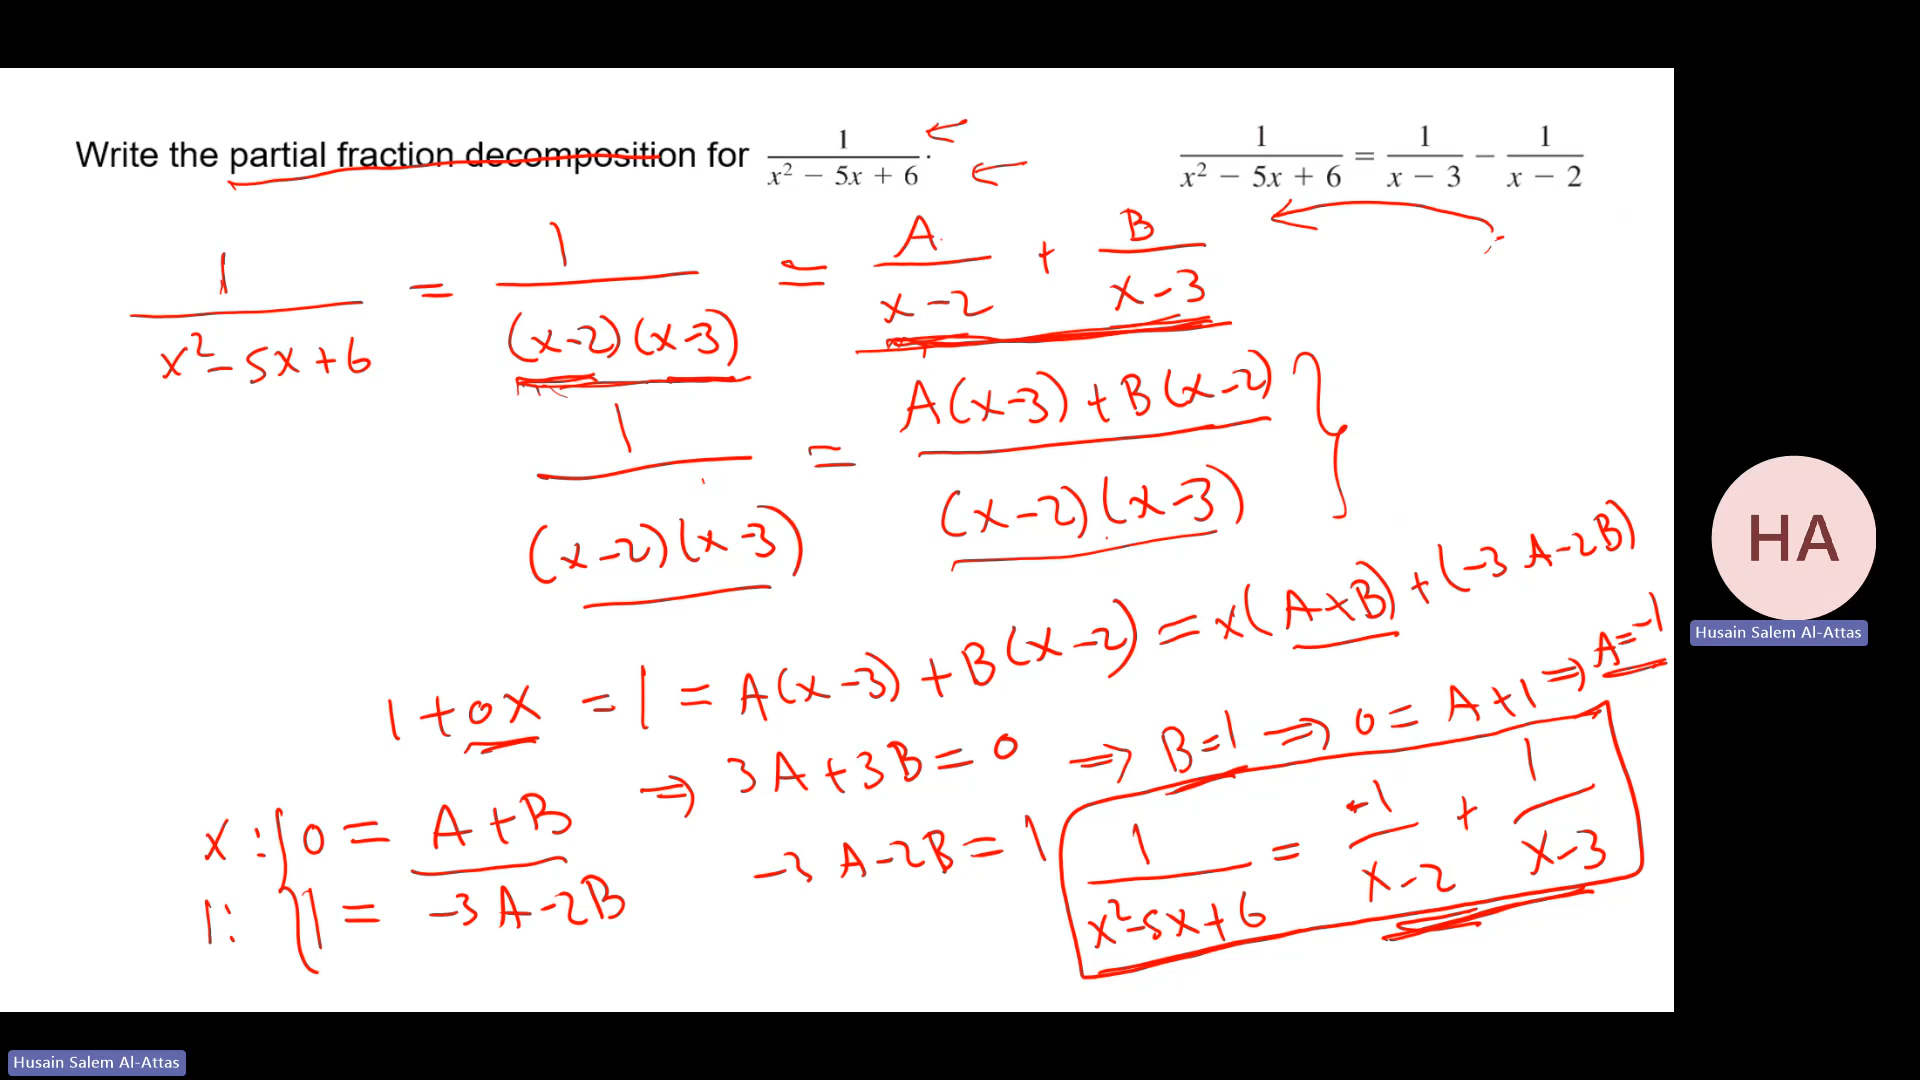 Write the partial fraction decomposition for 1/(x² − 5x + 6).
1/(x² − 5x + 6) = 1/(x − 3) − 1/(x − 2)
1/(x²-5x+6) = 1/((x-2)(x-3)) = A/(x-2) + B/(x-3)
1/((x-2)(x-3)) = (A(x-3)+B(x-2))/((x-2)(x-3))
1+0x = 1 = A(x-3)+B(x-2) = x(A+B)+(-3A-2B)
x: 0 = A+B ⇒ 3A+3B=0 ⇒ B=1 ⇒ 0=A+1 ⇒ A=-1
1: 1 = -3A-2B
-3A-2B=1
1/(x²-5x+6) = -1/(x-2) + 1/(x-3)
HA
Husain Salem Al-Attas
Husain Salem Al-Attas